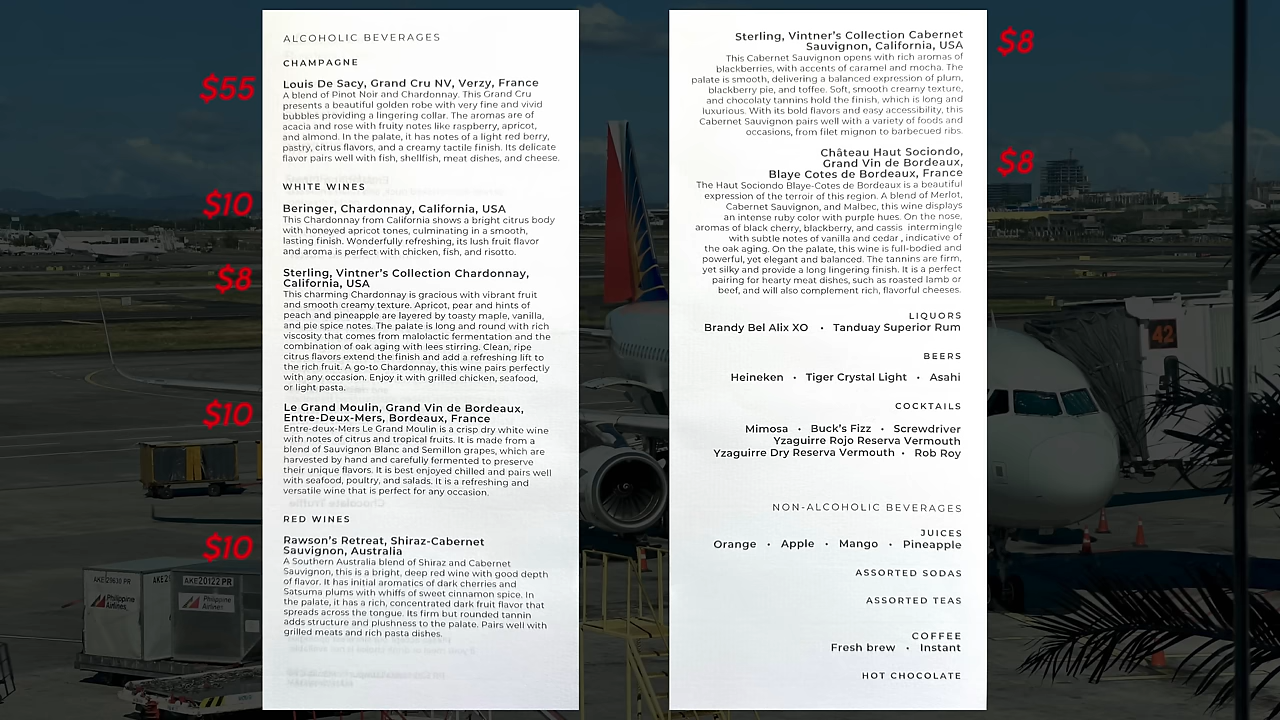 ALCOHOLIC BEVERAGES
CHAMPAGNE
$55
Louis De Sacy, Grand Cru NV, Verzy, France
A blend of Pinot Noir and Chardonnay. This Grand Cru
presents a beautiful golden robe with very fine and vivid
bubbles providing a lingering collar. The aromas are of
acacia and rose with fruity notes like raspberry, apricot,
and almond. In the palate, it has notes of a light red berry,
pastry, citrus flavors, and a creamy tactile finish. Its delicate
flavor pairs well with fish, shellfish, meat dishes, and cheese.
WHITE WINES
$10
Beringer, Chardonnay, California, USA
This Chardonnay from California shows a bright citrus body
with honeyed apricot tones, culminating in a smooth,
lasting finish. Wonderfully refreshing, its lush fruit flavor
and aroma is perfect with chicken, fish, and risotto.
$8
Sterling, Vintner's Collection Chardonnay,
California, USA
This charming Chardonnay is gracious with vibrant fruit
and smooth creamy texture. Apricot, pear and hints of
peach and pineapple are layered by toasty maple, vanilla,
and pie spice notes. The palate is long and round with rich
viscosity that comes from malolactic fermentation and the
combination of oak aging with lees stirring. Clean, ripe
citrus flavors extend the finish and add a refreshing lift to
the rich fruit. A go-to Chardonnay, this wine pairs perfectly
with any occasion. Enjoy it with grilled chicken, seafood,
or light pasta.
$10
Le Grand Moulin, Grand Vin de Bordeaux,
Entre-Deux-Mers, Bordeaux, France
Entre-deux-Mers Le Grand Moulin is a crisp dry white wine
with notes of citrus and tropical fruits. It is made from a
blend of Sauvignon Blanc and Semillon grapes, which are
harvested by hand and carefully fermented to preserve
their unique flavors. It is best enjoyed chilled and pairs well
with seafood, poultry, and salads. It is a refreshing and
versatile wine that is perfect for any occasion.
RED WINES
$10
Rawson's Retreat, Shiraz-Cabernet
Sauvignon, Australia
A Southern Australia blend of Shiraz and Cabernet
Sauvignon, this is a bright, deep red wine with good depth
of flavor. It has initial aromatics of dark cherries and
Satsuma plums with whiffs of sweet cinnamon spice. In
the palate, it has a rich, concentrated dark fruit flavor that
spreads across the tongue. Its firm but rounded tannin
adds structure and plushness to the palate. Pairs well with
grilled meats and rich pasta dishes.
$8
Sterling, Vintner's Collection Cabernet
Sauvignon, California, USA
This Cabernet Sauvignon opens with rich aromas of
blackberries, with accents of caramel and mocha. The
palate is smooth, delivering a balanced expression of plum,
blackberry pie, and toffee. Soft, smooth creamy texture,
and chocolaty tannins hold the finish, which is long and
luxurious. With its bold flavors and easy accessibility, this
Cabernet Sauvignon pairs well with a variety of foods and
occasions, from filet mignon to barbecued ribs.
$8
Château Haut Sociondo,
Grand Vin de Bordeaux,
Blaye Cotes de Bordeaux, France
The Haut Sociondo Blaye-Cotes de Bordeaux is a beautiful
expression of the terroir of this region. A blend of Merlot,
Cabernet Sauvignon, and Malbec, this wine displays
an intense ruby color with purple hues. On the nose,
aromas of black cherry, blackberry, and cassis intermingle
with subtle notes of vanilla and cedar , indicative of
the oak aging. On the palate, this wine is full-bodied and
powerful, yet elegant and balanced. The tannins are firm,
yet silky and provide a long lingering finish. It is a perfect
pairing for hearty meat dishes, such as roasted lamb or
beef, and will also complement rich, flavorful cheeses.
LIQUORS
Brandy Bel Alix XO • Tanduay Superior Rum
BEERS
Heineken • Tiger Crystal Light • Asahi
COCKTAILS
Mimosa • Buck's Fizz • Screwdriver
Yzaguirre Rojo Reserva Vermouth
Yzaguirre Dry Reserva Vermouth • Rob Roy
NON-ALCOHOLIC BEVERAGES
JUICES
Orange • Apple • Mango • Pineapple
ASSORTED SODAS
ASSORTED TEAS
COFFEE
Fresh brew • Instant
HOT CHOCOLATE
42
AKE20122 PR
Philippine
Airlines
Philippine
Airlines